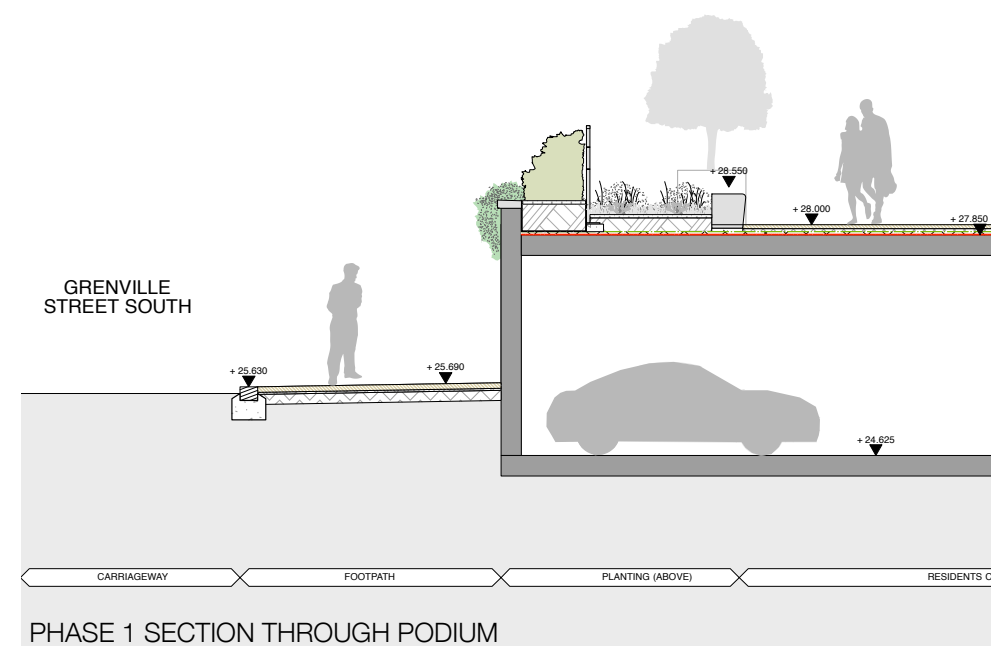 + 28.550
+ 28.000
+ 27.850
GRENVILLE
STREET SOUTH
+ 25.630
+ 25.690
+ 24.625
CARRIAGEWAY
FOOTPATH
PLANTING (ABOVE)
RESIDENTS C
PHASE 1 SECTION THROUGH PODIUM